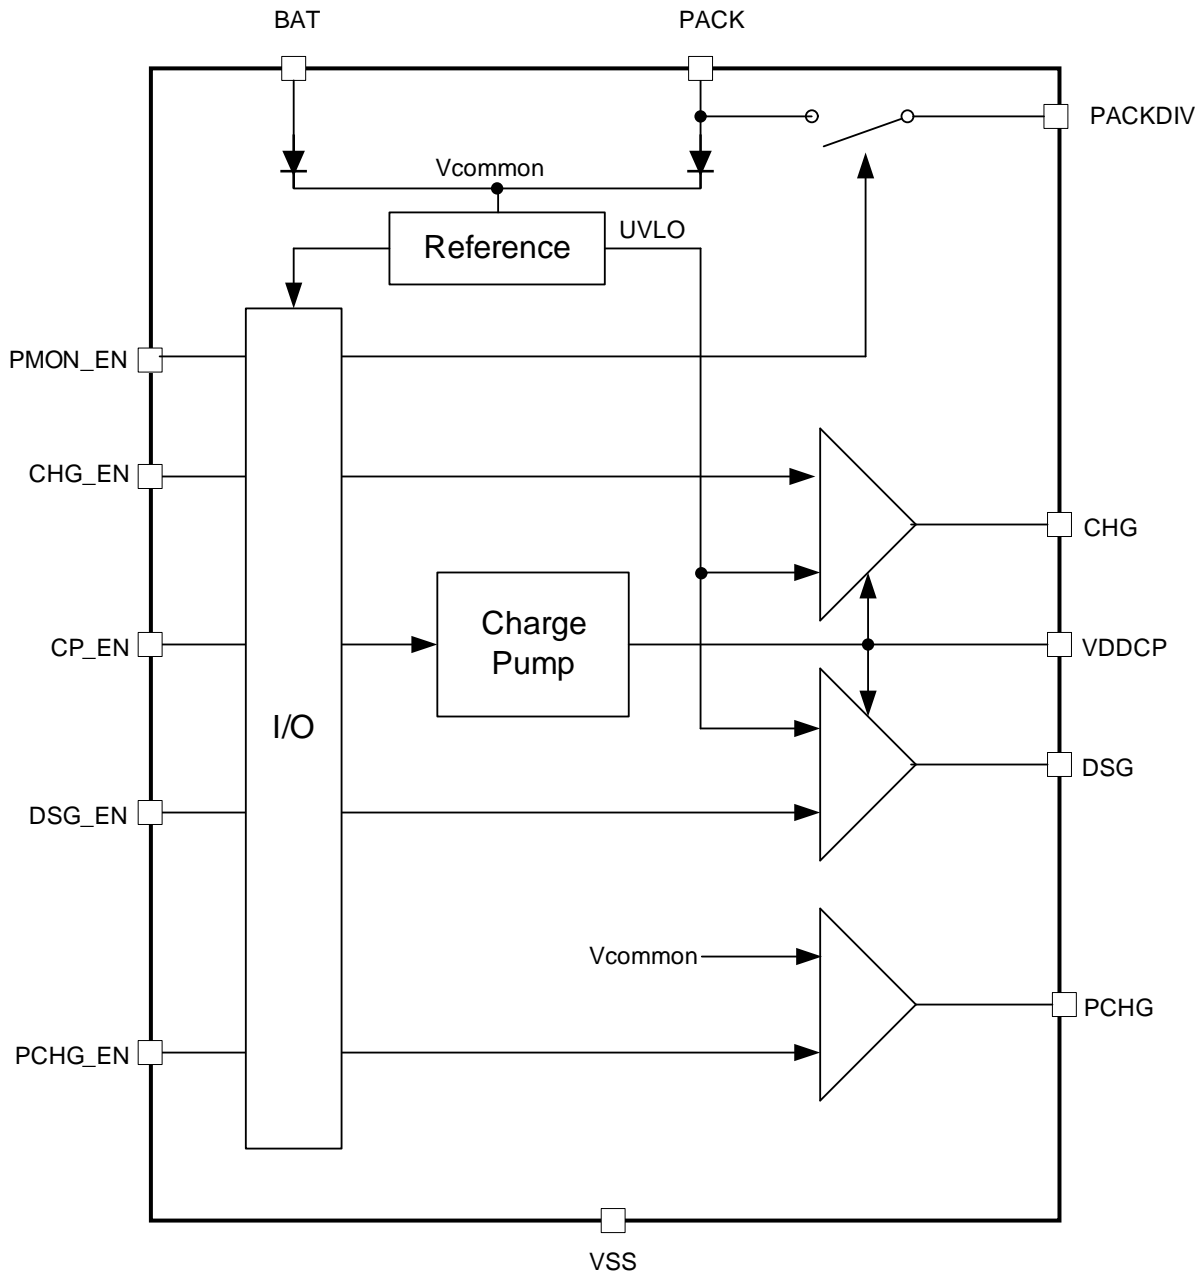 BAT
PACK
PACKDIV
Vcommon
Reference
UVLO
PMON_EN
CHG_EN
CHG
Charge
Pump
CP_EN
VDDCP
I/O
DSG
DSG_EN
Vcommon
PCHG
PCHG_EN
VSS